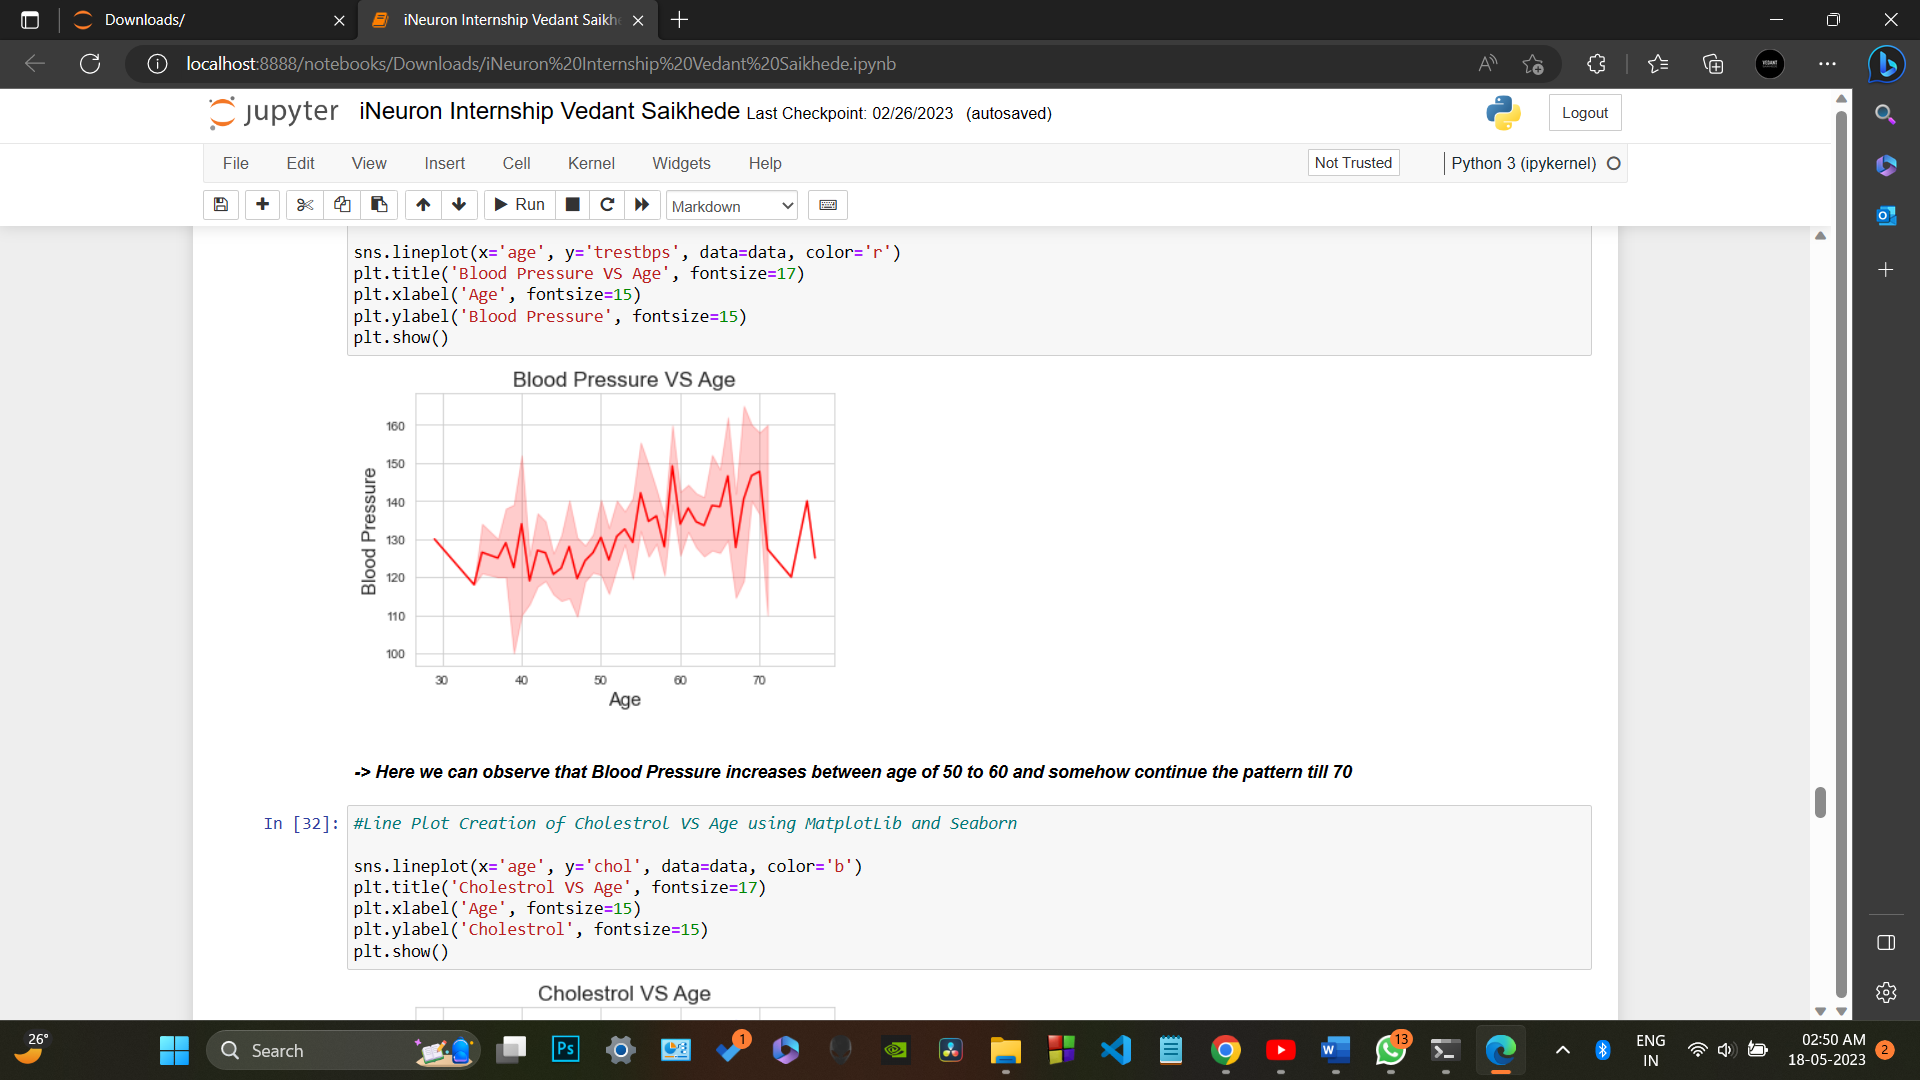 Downloads/
iNeuron Internship Vedant Saikh
localhost:8888/notebooks/Downloads/iNeuron%20Internship%20Vedant%20Saikhede.ipynb
jupyter iNeuron Internship Vedant Saikhede Last Checkpoint: 02/26/2023 (autosaved)
Logout
File Edit View Insert Cell Kernel Widgets Help
Not Trusted
Python 3 (ipykernel)
Run
Markdown
sns.lineplot(x='age', y='trestbps', data=data, color='r')
plt.title('Blood Pressure VS Age', fontsize=17)
plt.xlabel('Age', fontsize=15)
plt.ylabel('Blood Pressure', fontsize=15)
plt.show()
Blood Pressure VS Age
160
150
140
130
120
110
100
Blood Pressure
30 40 50 60 70
Age
-> Here we can observe that Blood Pressure increases between age of 50 to 60 and somehow continue the pattern till 70
In [32]: #Line Plot Creation of Cholestrol VS Age using MatplotLib and Seaborn
sns.lineplot(x='age', y='chol', data=data, color='b')
plt.title('Cholestrol VS Age', fontsize=17)
plt.xlabel('Age', fontsize=15)
plt.ylabel('Cholestrol', fontsize=15)
plt.show()
Cholestrol VS Age
26°
Search
Ps
1
13
ENG
IN
02:50 AM
18-05-2023
2